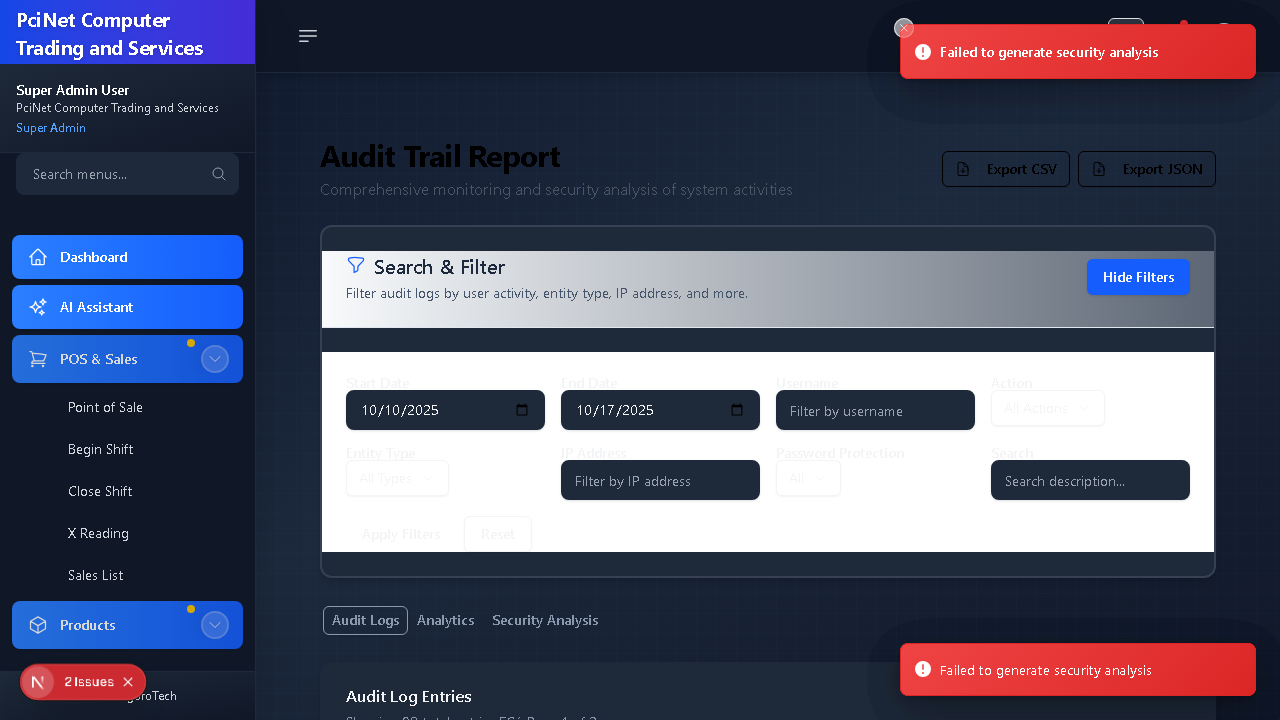 PciNet Computer
Trading and Services
Super Admin User
PciNet Computer Trading and Services
Super Admin
Search menus...
Dashboard
AI Assistant
POS & Sales
Point of Sale
Begin Shift
Close Shift
X Reading
Sales List
Products
2 Issues
Failed to generate security analysis
Audit Trail Report
Comprehensive monitoring and security analysis of system activities
Export CSV
Export JSON
Search & Filter
Filter audit logs by user activity, entity type, IP address, and more.
Hide Filters
Start Date
End Date
Username
Action
10/10/2025
10/17/2025
Filter by username
All Actions
Entity Type
IP Address
Password Protection
Search
All Types
Filter by IP address
All
Search description...
Apply Filters
Reset
Audit Logs
Analytics
Security Analysis
Failed to generate security analysis
Audit Log Entries